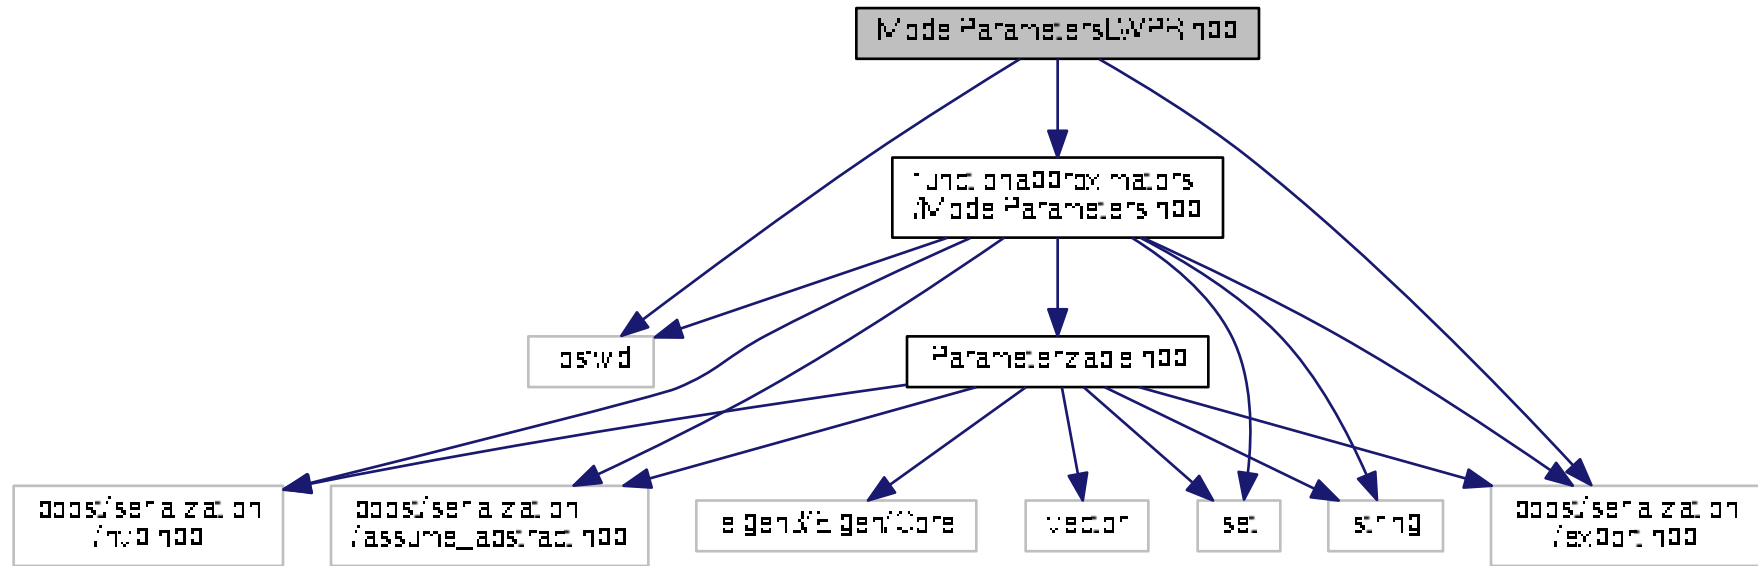 ModelParametersLWPR.hpp
functionapproximators
/ModelParameters.hpp
iosfwd
Parameterizable.hpp
boost/serialization
/nvp.hpp
boost/serialization
/assume_abstract.hpp
eigen3/Eigen/Core
vector
set
string
boost/serialization
/export.hpp